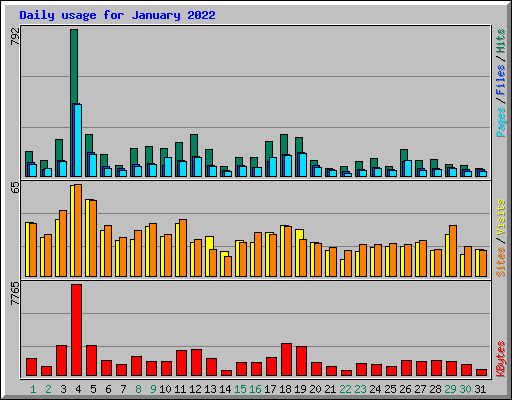 Daily usage for January 2022
792
Pages / Files / Hits
65
Sites / Visits
7765
KBytes
1 2 3 4 5 6 7 8 9 10 11 12 13 14 15 16 17 18 19 20 21 22 23 24 25 26 27 28 29 30 31